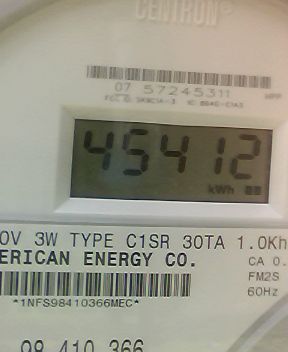 CENTRON®
07 57245311
45412
kWh
0V 3W TYPE C1SR 30TA 1.0Kh
ERICAN ENERGY CO.
CA 0.
FM2S
60Hz
*1NFS98410366MEC*
98 410 366